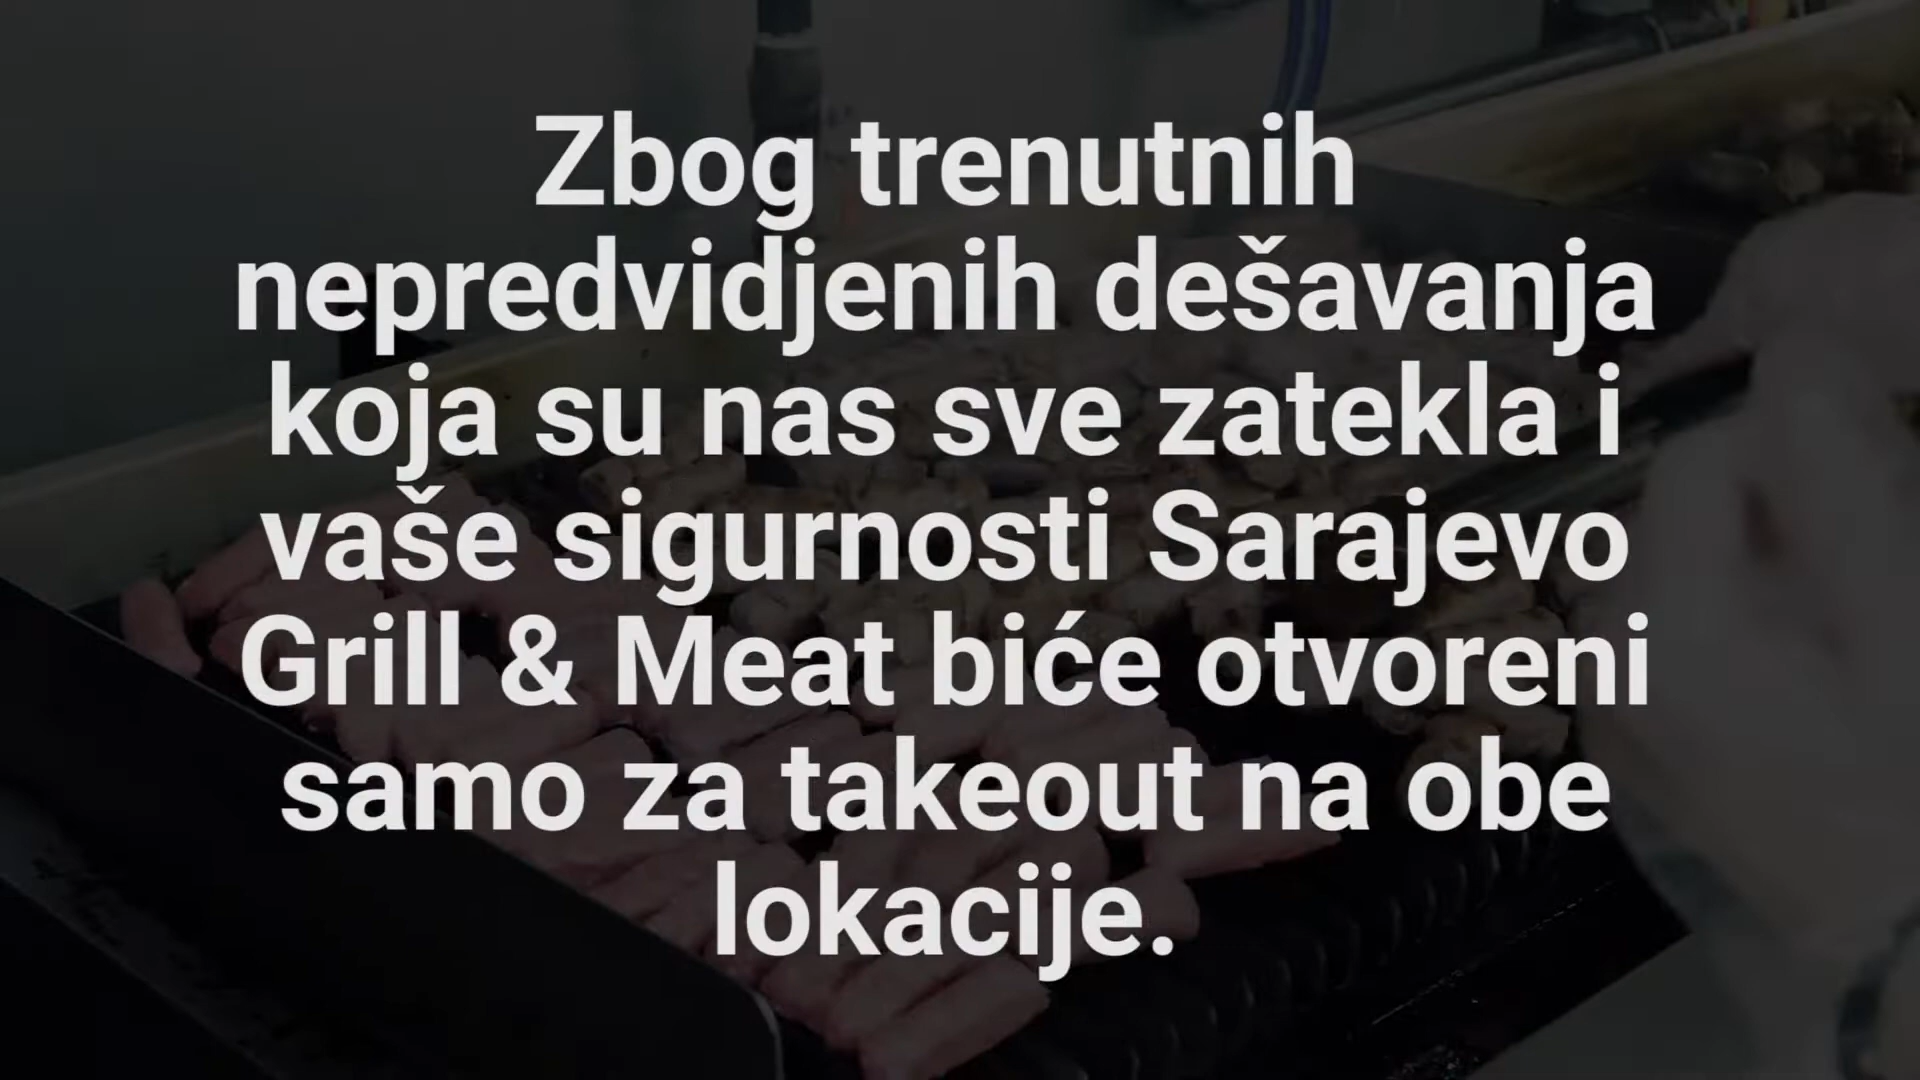 Zbog trenutnih
nepredvidjenih dešavanja
koja su nas sve zatekla i
vaše sigurnosti Sarajevo
Grill & Meat biće otvoreni
samo za takeout na obe
lokacije.